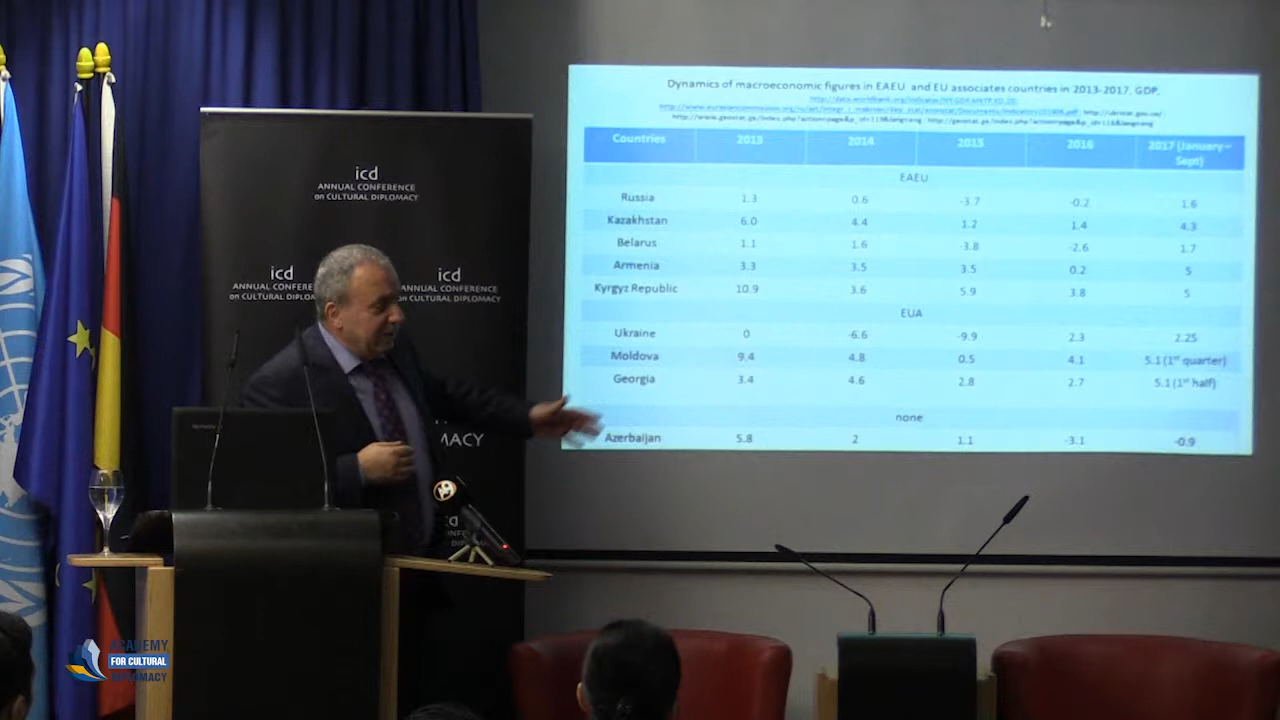 Dynamics of macroeconomic figures in EAEU and EU associates countries in 2013-2017. GDP.
Countries 2013 2014 2015 2016 2017 (January – Sept)
EAEU
Russia 1.3 0.6 -3.7 -0.2 1.6
Kazakhstan 6.0 4.4 1.2 1.4 4.3
Belarus 1.1 1.6 -3.8 -2.6 1.7
Armenia 3.3 3.5 3.5 0.2 5
Kyrgyz Republic 10.9 3.6 5.9 3.8 5
EUA
Ukraine 0 -6.6 -9.9 2.3 2.25
Moldova 9.4 4.8 0.5 4.1 5.1 (1st quarter)
Georgia 3.4 4.6 2.8 2.7 5.1 (1st half)
none
Azerbaijan 5.8 2 1.1 -3.1 -0.9
icd
ANNUAL CONFERENCE
on CULTURAL DIPLOMACY
icd
ANNUAL CONFERENCE
on CULTURAL DIPLOMACY
icd
ANNUAL CONFERENCE
on CULTURAL DIPLOMACY
MACY
icd
ACADEMY
FOR CULTURAL
DIPLOMACY